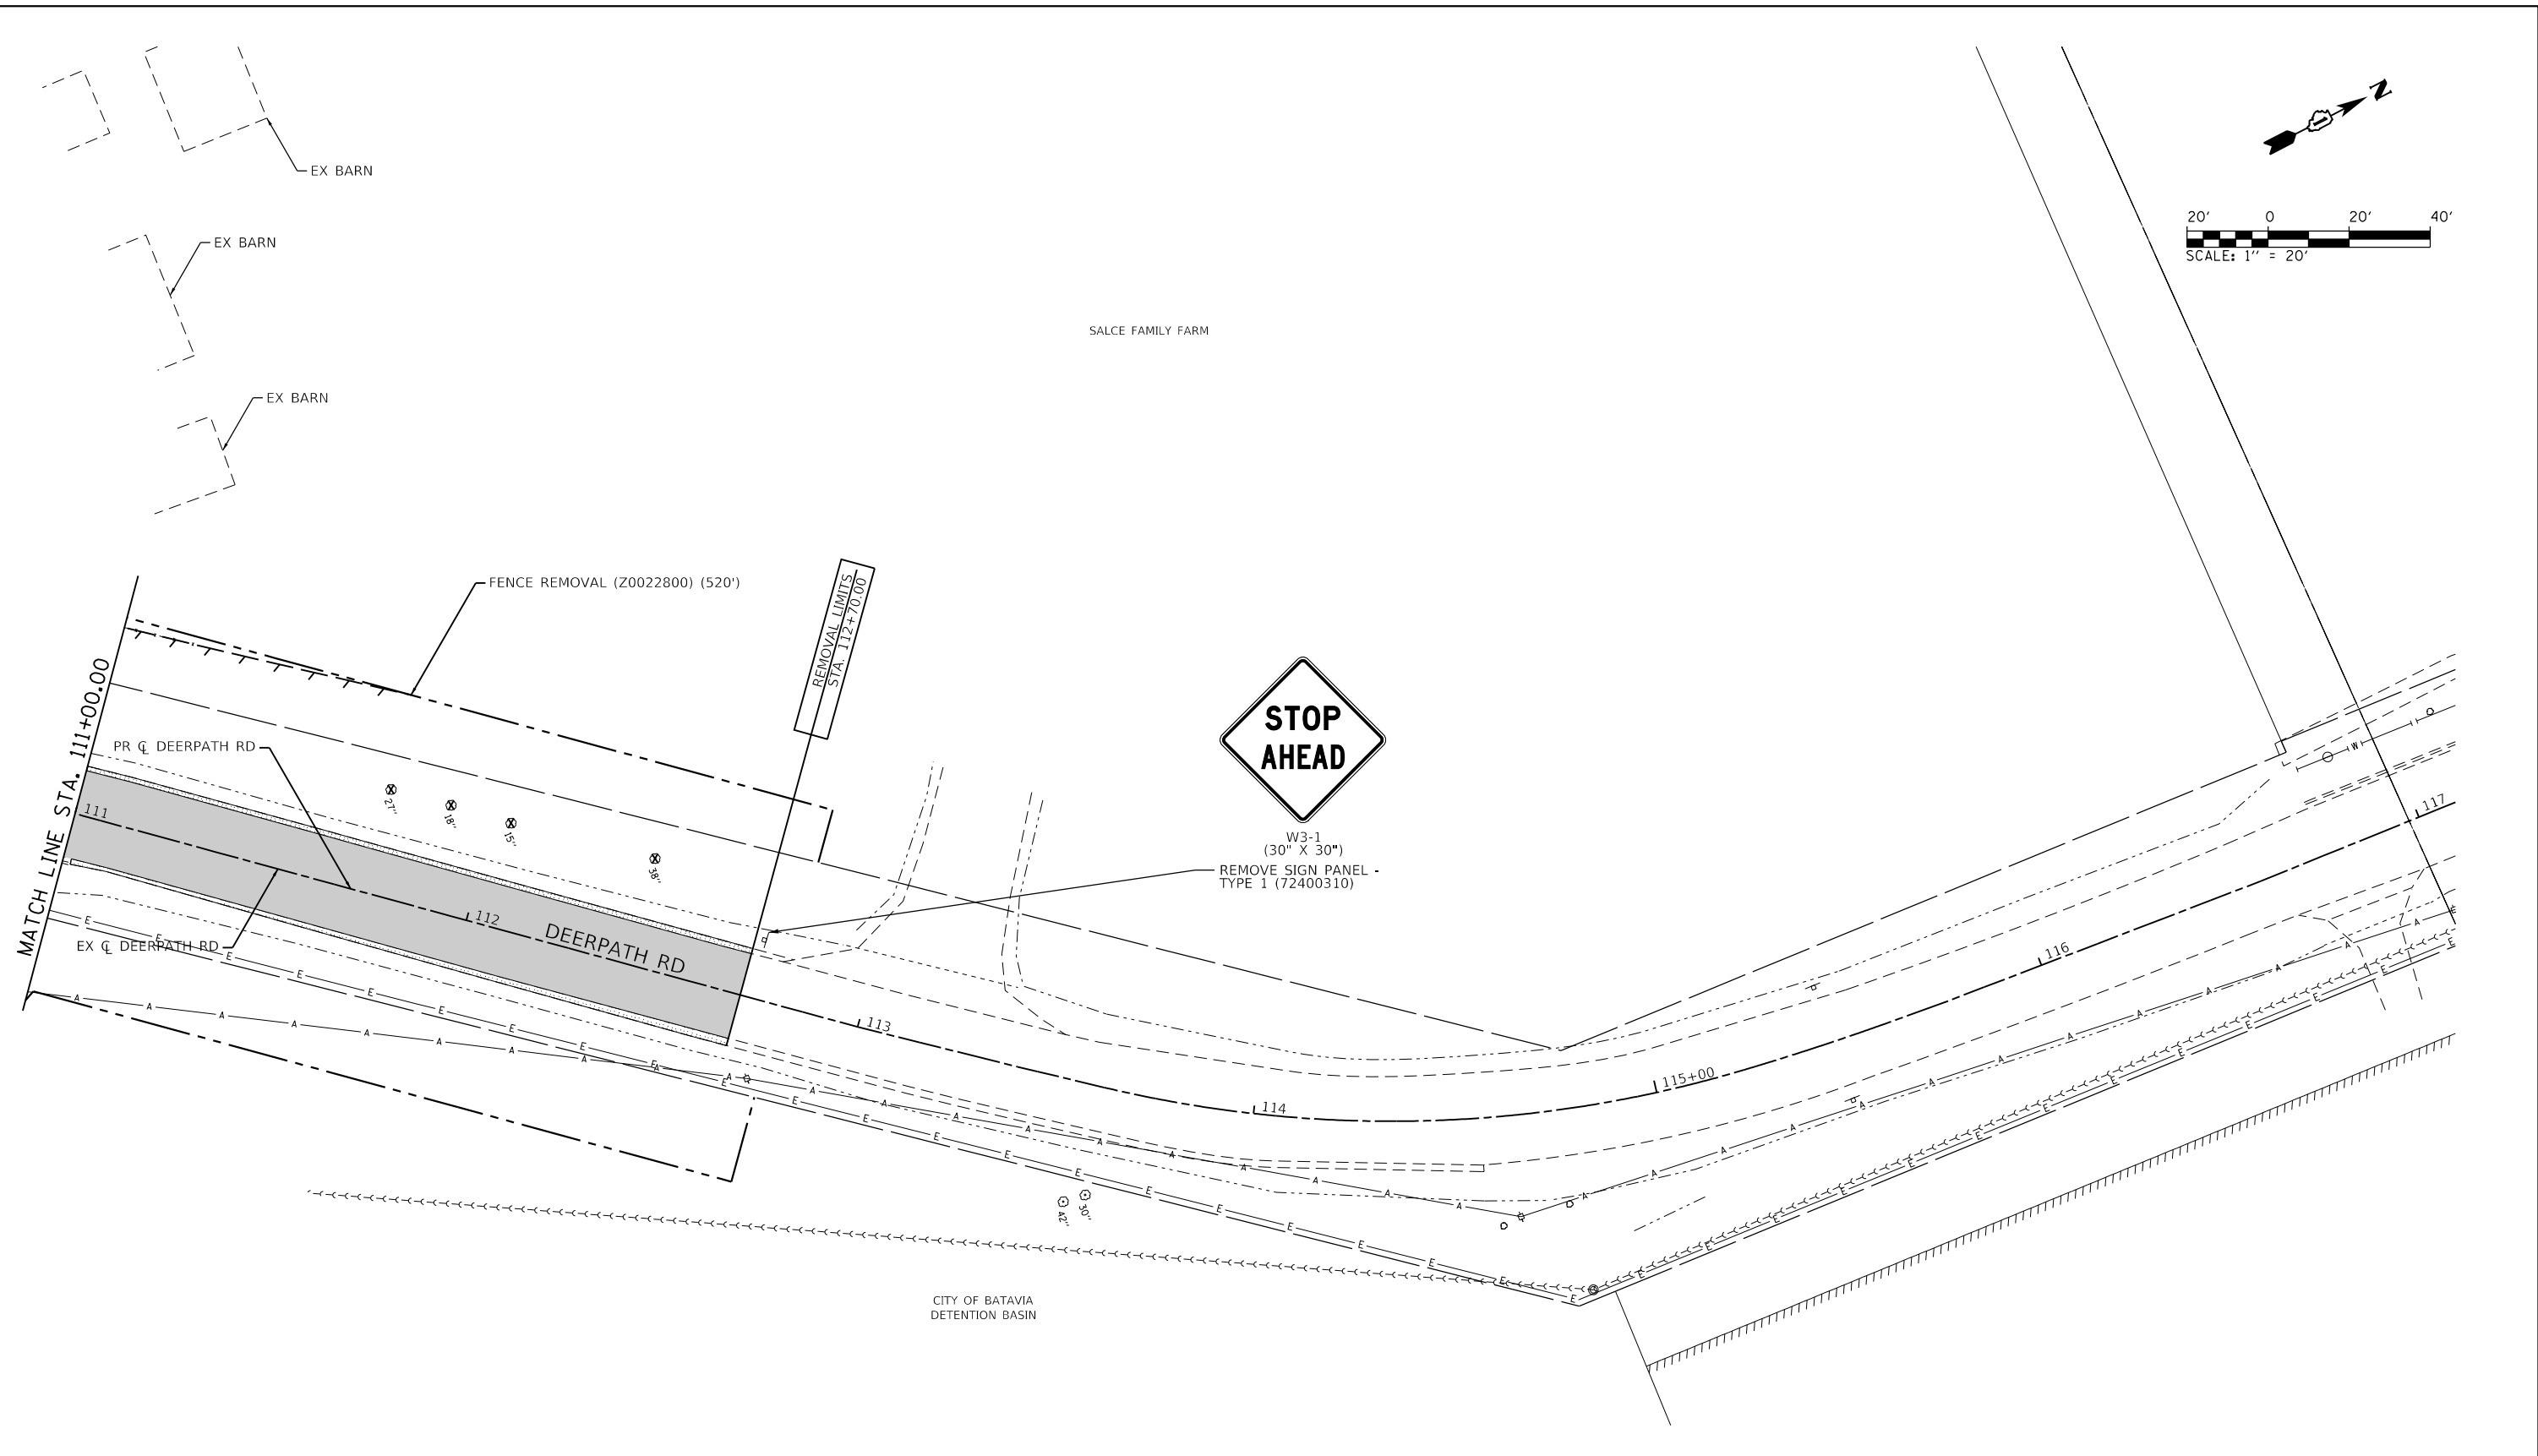 N
20' 0 20' 40'
SCALE: 1'' = 20'
EX BARN
EX BARN
EX BARN
SALCE FAMILY FARM
FENCE REMOVAL (Z0022800) (520')
REMOVAL LIMITS
STA. 112+70.00
MATCH LINE STA. 111+00.00
PR ℄ DEERPATH RD
EX ℄ DEERPATH RD
DEERPATH RD
27''
18''
15''
38''
STOP
AHEAD
W3-1
(30" X 30")
REMOVE SIGN PANEL -
TYPE 1 (72400310)
111
112
113
114
115+00
116
117
W
42''
30''
E E E E E E E E E E E E E E E E E E E E E E
E E E E E E E E E E E E
A A A A A A A A A A A A A A A A A A A A
A A A A A A A A A A A A A
CITY OF BATAVIA
DETENTION BASIN